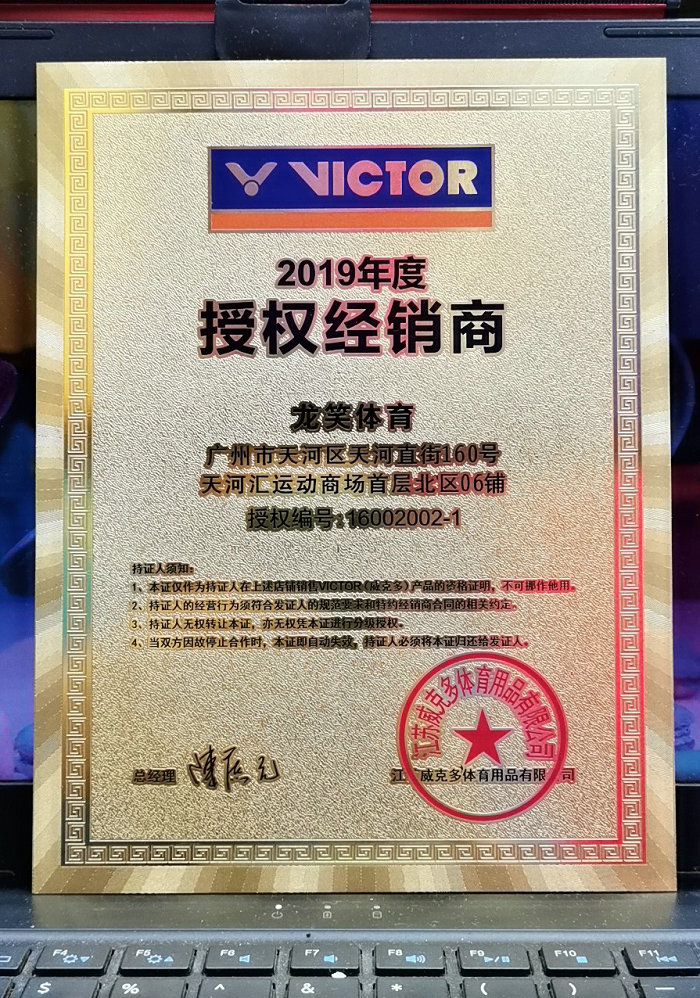 VICTOR
2019年度
授权经销商
龙笑体育
广州市天河区天河直街160号
天河汇运动商场首层北区06铺
授权编号:16002002-1
持证人须知:
1、本证仅作为持证人在上述店铺销售VICTOR(威克多)产品的资格证明,不可挪作他用。
2、持证人的经营行为须符合发证人的规范要求和特约经销商合同的相关约定。
3、持证人无权转让本证,亦无权凭本证进行分级授权。
4、当双方因故停止合作时,本证即自动失效,持证人必须将本证归还给发证人。
江苏威克多体育用品有限公司
总经理
江 威克多体育用品有限 司
F4
F5
F6
F7
F8
F9
F10
F11
$
%
&
*
(
)